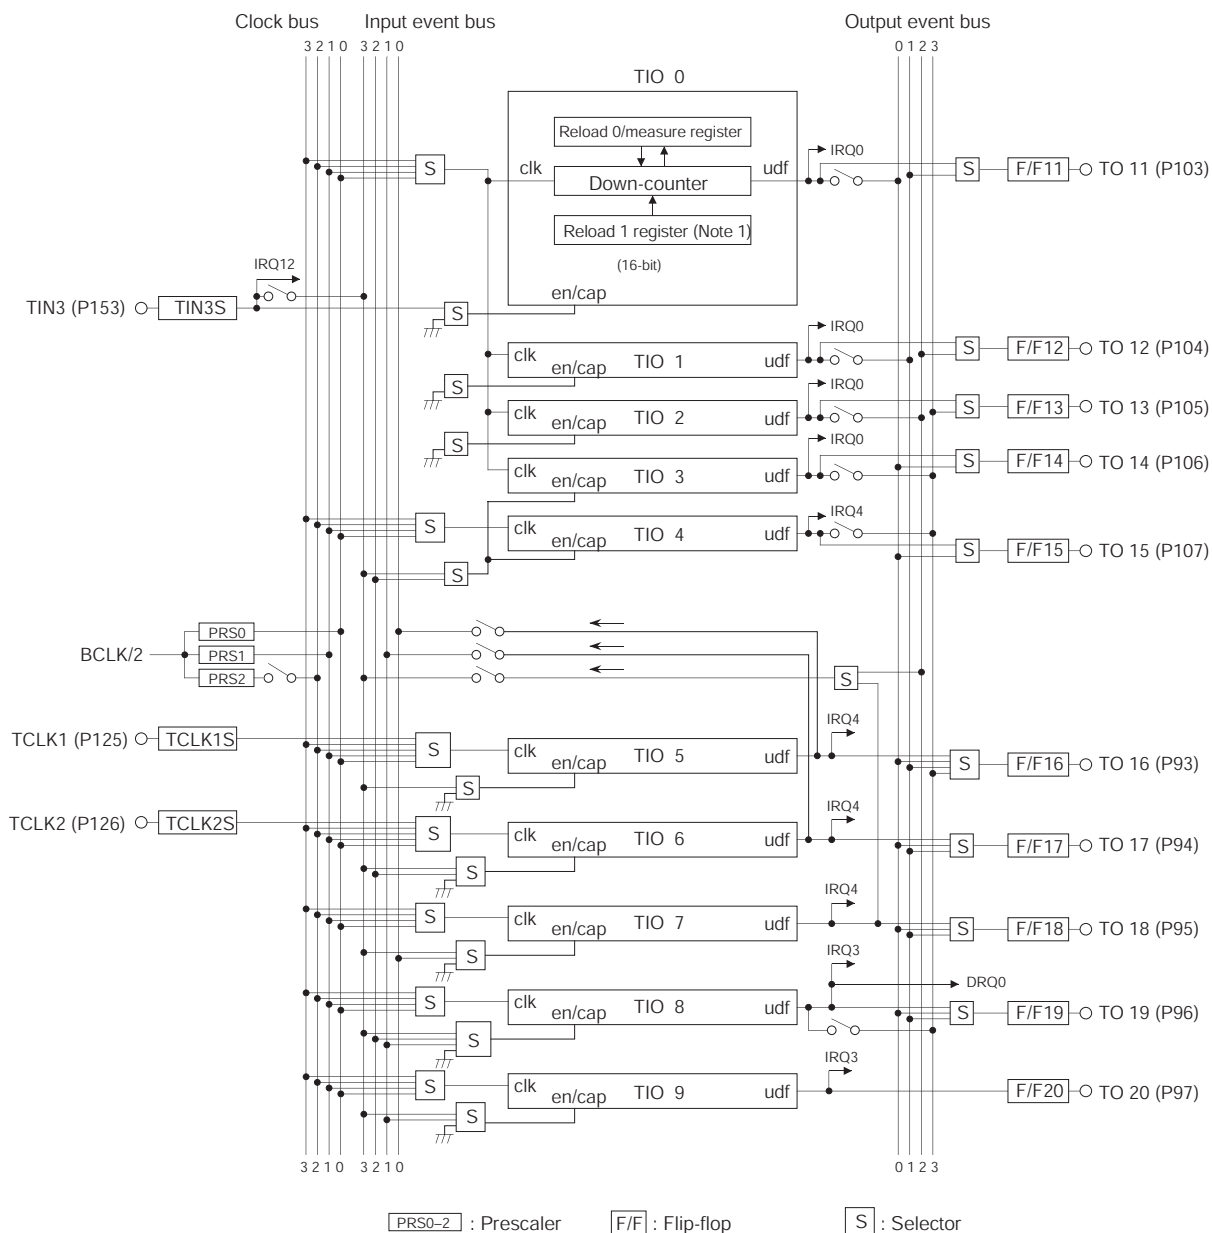 Clock bus
Input event bus
Output event bus
3 2 1 0
3 2 1 0
0 1 2 3
TIO 0
Reload 0/measure register
clk
Down-counter
udf
Reload 1 register (Note 1)
(16-bit)
en/cap
S
IRQ0
S
F/F11
TO 11 (P103)
IRQ12
TIN3 (P153)
TIN3S
S
IRQ0
clk
en/cap
TIO 1
udf
S
F/F12
TO 12 (P104)
S
IRQ0
clk
en/cap
TIO 2
udf
S
F/F13
TO 13 (P105)
S
IRQ0
clk
en/cap
TIO 3
udf
S
F/F14
TO 14 (P106)
S
IRQ4
clk
en/cap
TIO 4
udf
S
F/F15
TO 15 (P107)
S
BCLK/2
PRS0
PRS1
PRS2
S
TCLK1 (P125)
TCLK1S
S
IRQ4
clk
en/cap
TIO 5
udf
S
F/F16
TO 16 (P93)
S
TCLK2 (P126)
TCLK2S
S
IRQ4
clk
en/cap
TIO 6
udf
S
F/F17
TO 17 (P94)
S
IRQ4
S
clk
en/cap
TIO 7
udf
S
F/F18
TO 18 (P95)
S
IRQ3
DRQ0
S
clk
en/cap
TIO 8
udf
S
F/F19
TO 19 (P96)
S
IRQ3
S
clk
en/cap
TIO 9
udf
F/F20
TO 20 (P97)
S
3 2 1 0
3 2 1 0
0 1 2 3
PRS0–2 : Prescaler
F/F : Flip-flop
S : Selector